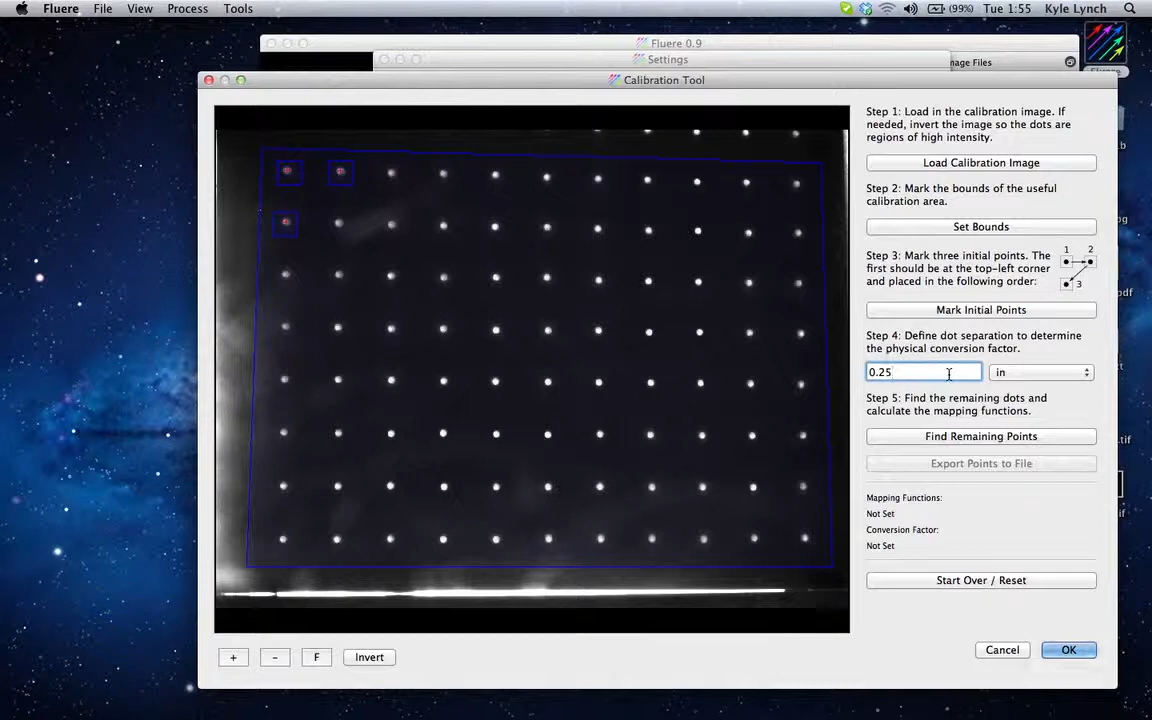 Fluere File View Process Tools (99%) Tue 1:55 Kyle Lynch
Fluere 0.9
Settings
mage Files
Calibration Tool
Step 1: Load in the calibration image. If
needed, invert the image so the dots are
regions of high intensity.
Load Calibration Image
Step 2: Mark the bounds of the useful
calibration area.
Set Bounds
Step 3: Mark three initial points. The
first should be at the top-left corner
and placed in the following order:
1 2
3
Mark Initial Points
Step 4: Define dot separation to determine
the physical conversion factor.
0.25 in
Step 5: Find the remaining dots and
calculate the mapping functions.
Find Remaining Points
Export Points to File
Mapping Functions:
Not Set
Conversion Factor:
Not Set
Start Over / Reset
Cancel OK
+ - F Invert